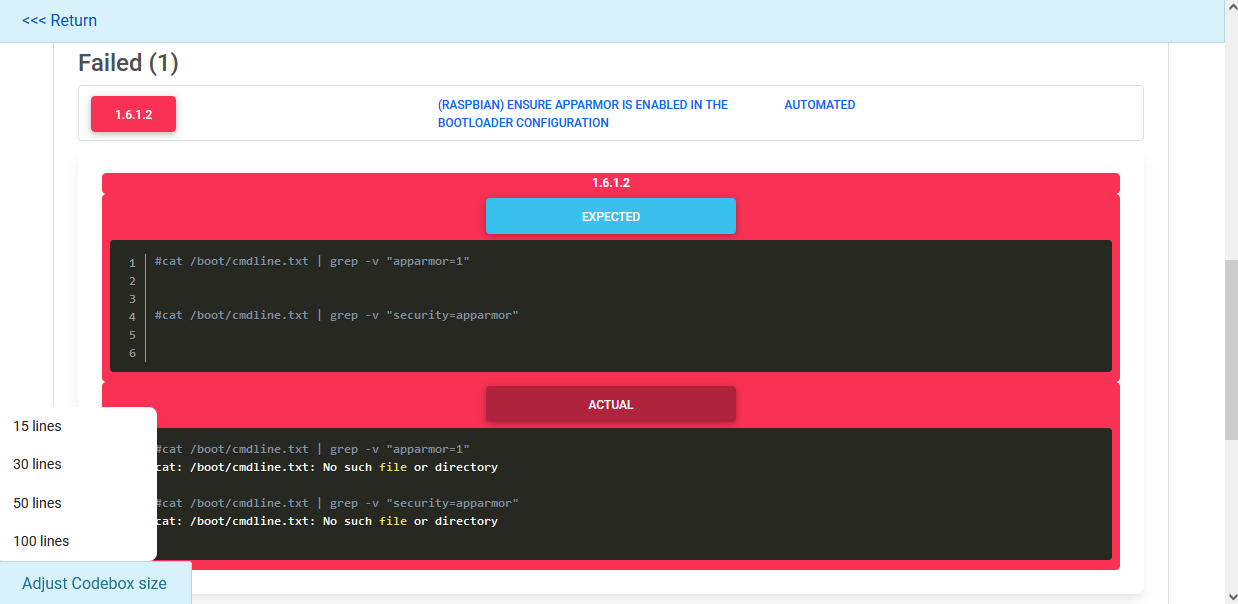 <<< Return
Failed (1)
1.6.1.2
(RASPBIAN) ENSURE APPARMOR IS ENABLED IN THE
BOOTLOADER CONFIGURATION
AUTOMATED
1.6.1.2
EXPECTED
1 #cat /boot/cmdline.txt | grep -v "apparmor=1"
2
3
4 #cat /boot/cmdline.txt | grep -v "security=apparmor"
5
6
ACTUAL
#cat /boot/cmdline.txt | grep -v "apparmor=1"
cat: /boot/cmdline.txt: No such file or directory
#cat /boot/cmdline.txt | grep -v "security=apparmor"
cat: /boot/cmdline.txt: No such file or directory
15 lines
30 lines
50 lines
100 lines
Adjust Codebox size